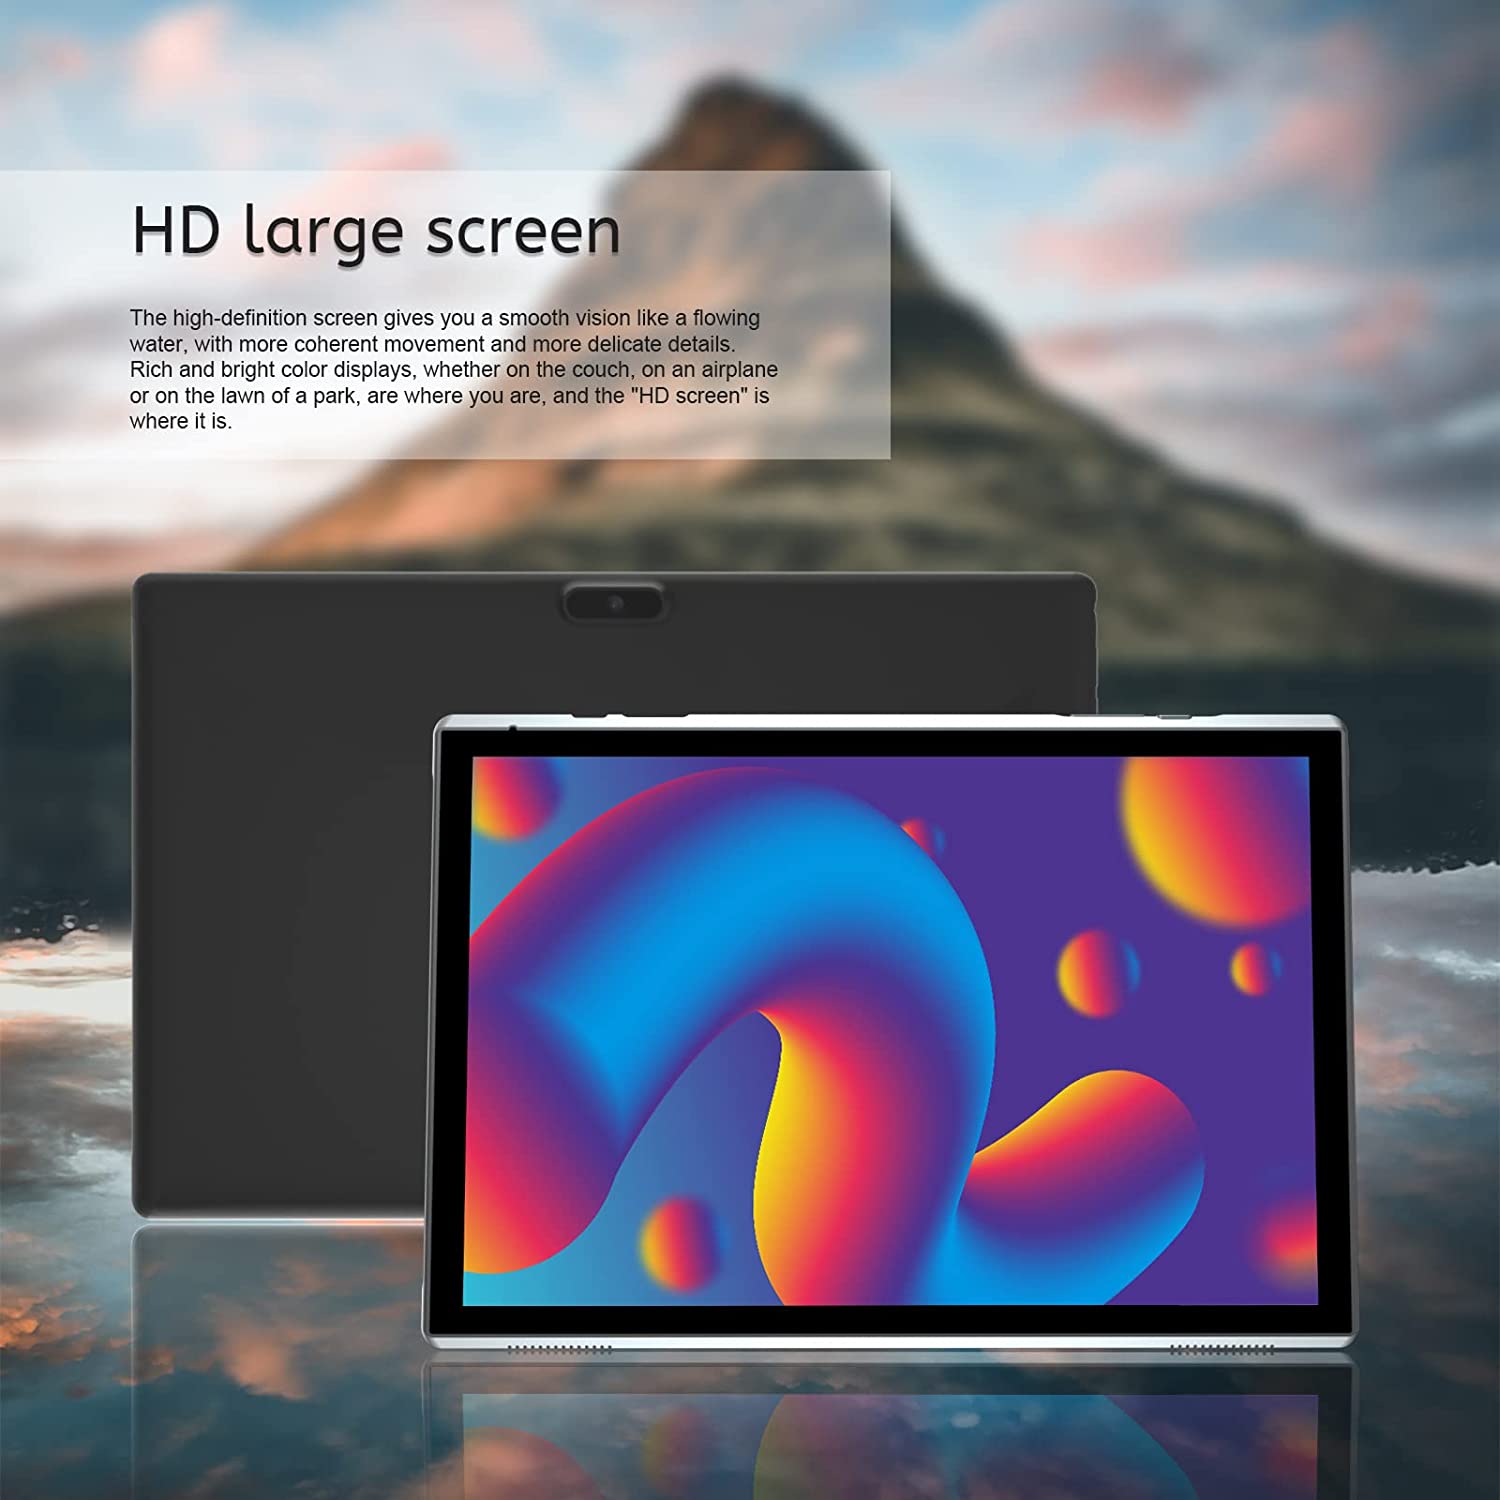 HD large screen
The high-definition screen gives you a smooth vision like a flowing
water, with more coherent movement and more delicate details.
Rich and bright color displays, whether on the couch, on an airplane
or on the lawn of a park, are where you are, and the "HD screen" is
where it is.